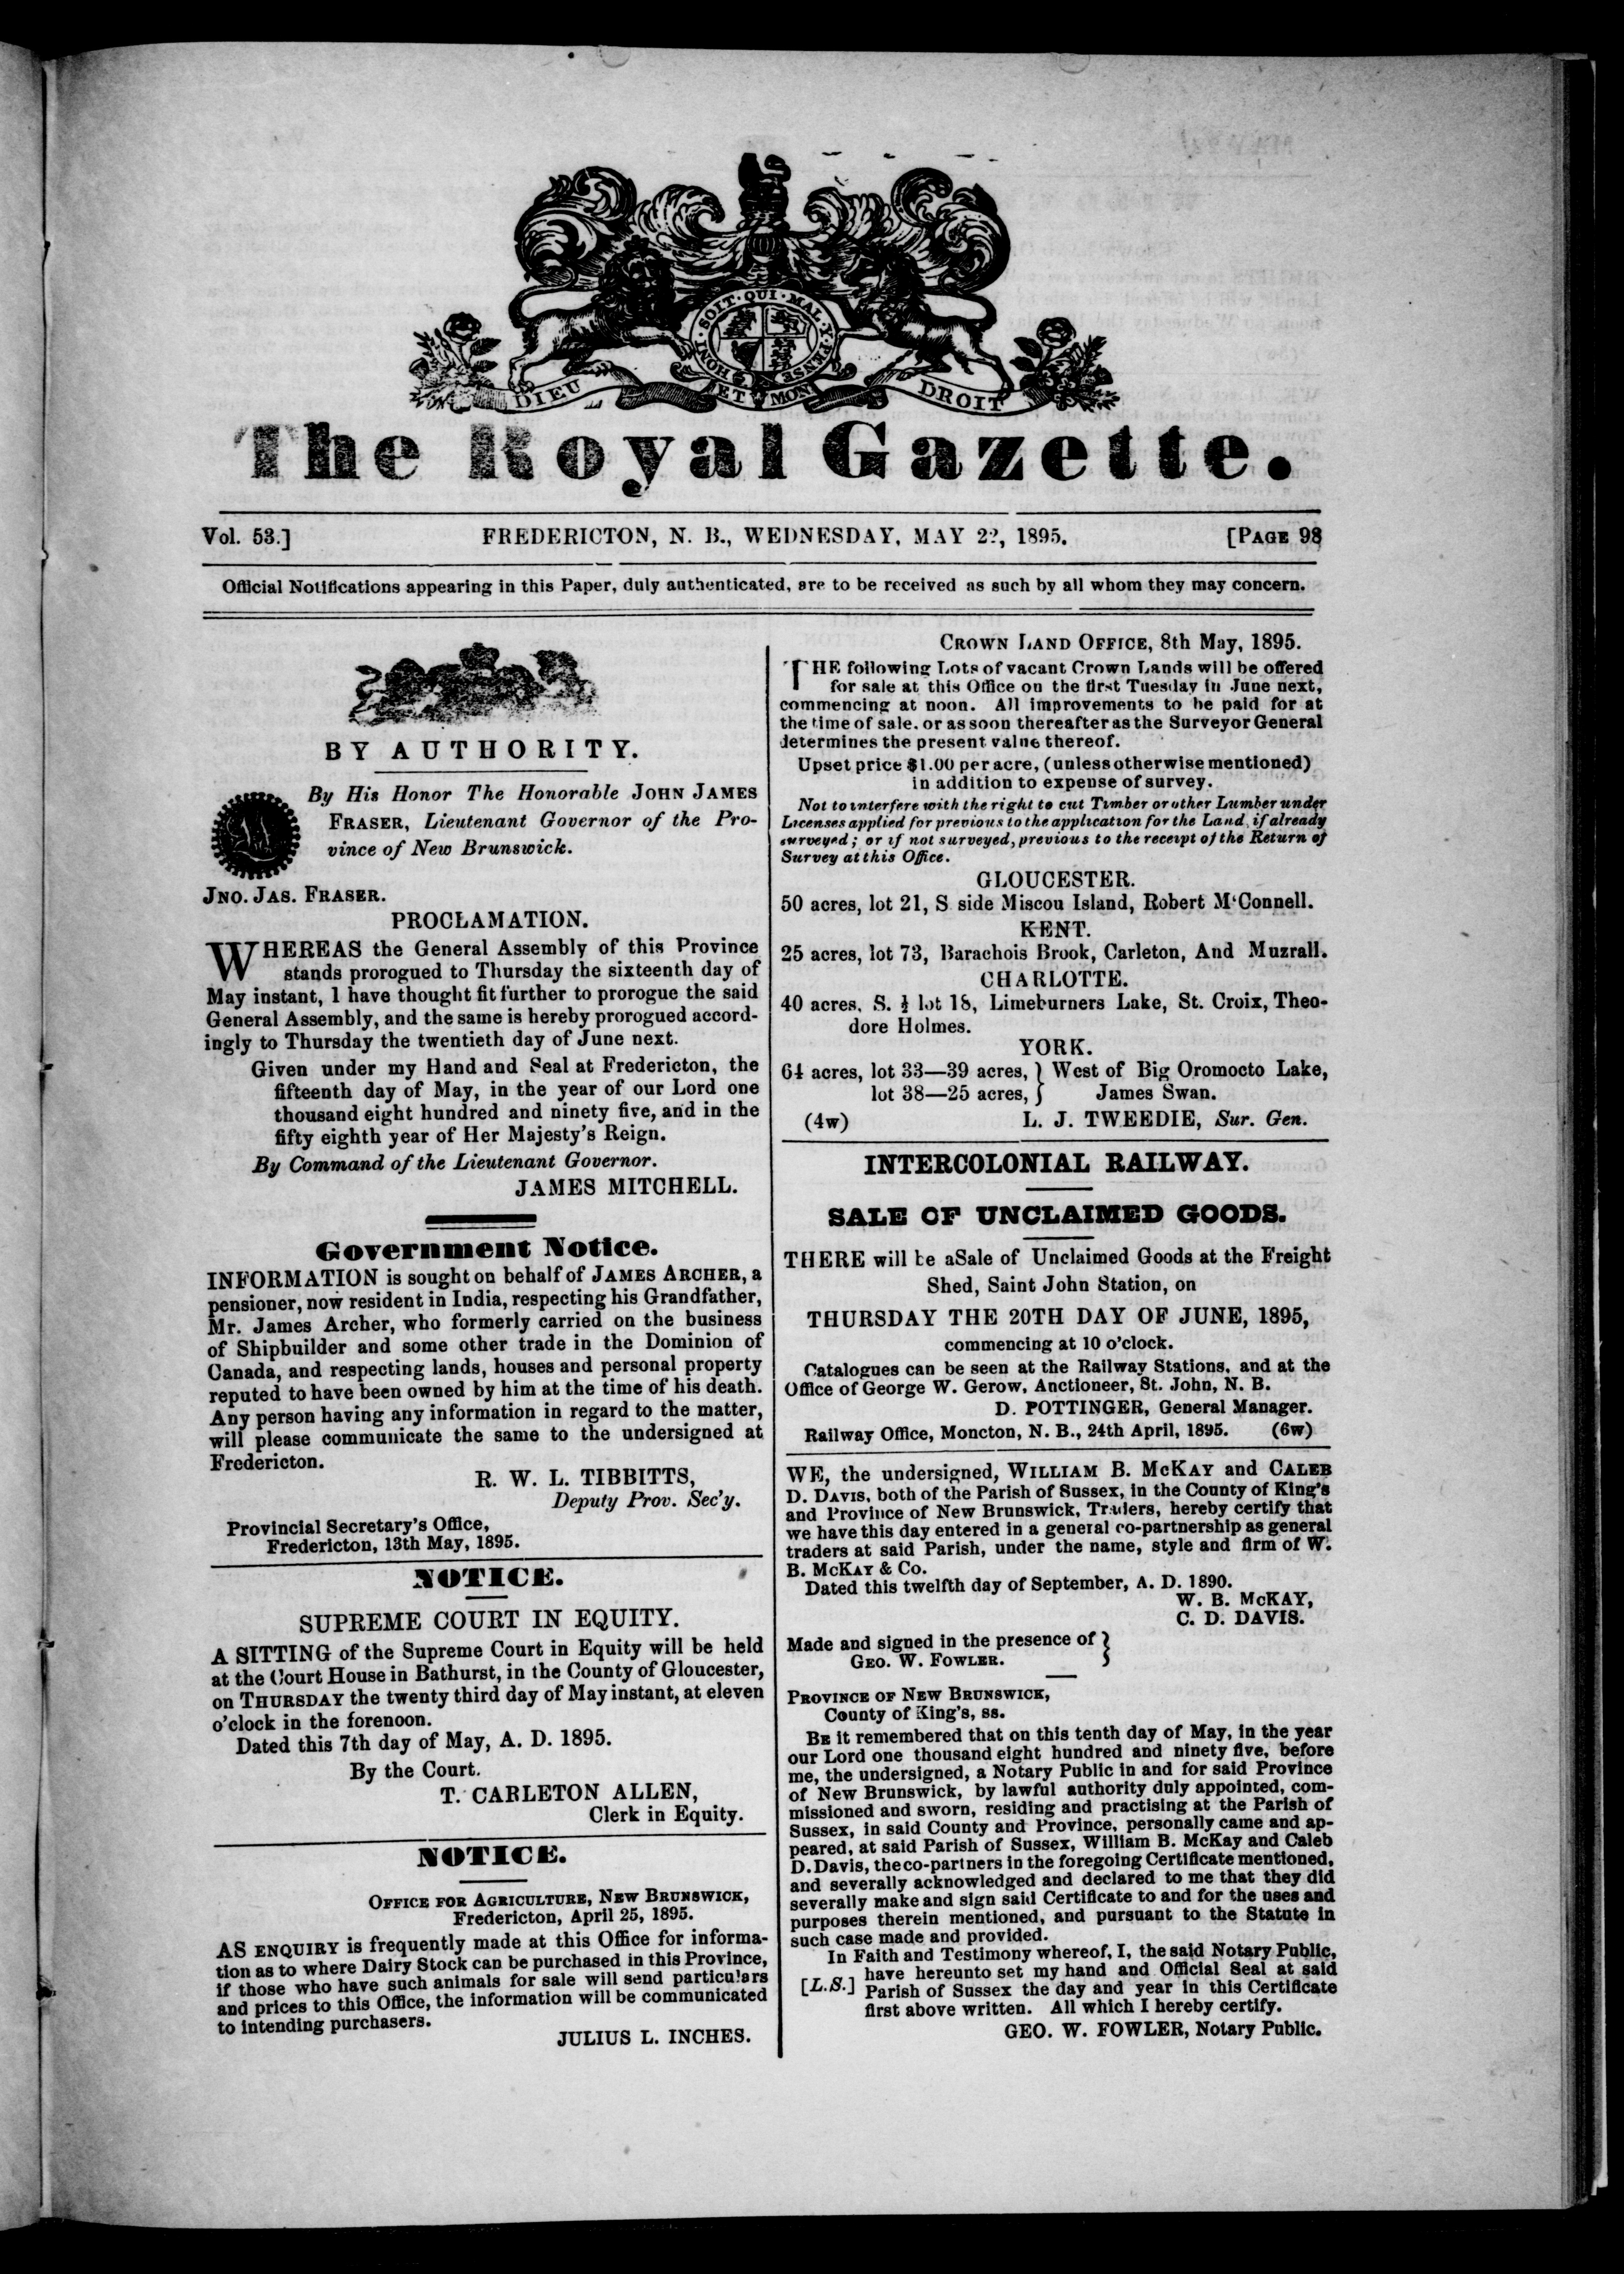 HONI · SOIT · QUI · MAL · Y · PENSE
DIEU ET MON DROIT
The Royal Gazette.
Vol. 53.] FREDERICTON, N. B., WEDNESDAY, MAY 22, 1895. [PAGE 98
Official Notifications appearing in this Paper, duly authenticated, are to be received as such by all whom they may concern.
BY AUTHORITY.
By His Honor The Honorable JOHN JAMES
FRASER, Lieutenant Governor of the Pro-
vince of New Brunswick.
JNO. JAS. FRASER.
PROCLAMATION.
WHEREAS the General Assembly of this Province
stands prorogued to Thursday the sixteenth day of
May instant, I have thought fit further to prorogue the said
General Assembly, and the same is hereby prorogued accord-
ingly to Thursday the twentieth day of June next.
Given under my Hand and Seal at Fredericton, the
fifteenth day of May, in the year of our Lord one
thousand eight hundred and ninety five, and in the
fifty eighth year of Her Majesty's Reign.
By Command of the Lieutenant Governor.
JAMES MITCHELL.
Government Notice.
INFORMATION is sought on behalf of JAMES ARCHER, a
pensioner, now resident in India, respecting his Grandfather,
Mr. James Archer, who formerly carried on the business
of Shipbuilder and some other trade in the Dominion of
Canada, and respecting lands, houses and personal property
reputed to have been owned by him at the time of his death.
Any person having any information in regard to the matter,
will please communicate the same to the undersigned at
Fredericton.
R. W. L. TIBBITTS,
Deputy Prov. Sec'y.
Provincial Secretary's Office,
Fredericton, 13th May, 1895.
NOTICE.
SUPREME COURT IN EQUITY.
A SITTING of the Supreme Court in Equity will be held
at the Court House in Bathurst, in the County of Gloucester,
on THURSDAY the twenty third day of May instant, at eleven
o'clock in the forenoon.
Dated this 7th day of May, A. D. 1895.
By the Court.
T. CARLETON ALLEN,
Clerk in Equity.
NOTICE.
OFFICE FOR AGRICULTURE, NEW BRUNSWICK,
Fredericton, April 25, 1895.
AS ENQUIRY is frequently made at this Office for informa-
tion as to where Dairy Stock can be purchased in this Province,
if those who have such animals for sale will send particulars
and prices to this Office, the information will be communicated
to intending purchasers.
JULIUS L. INCHES.
CROWN LAND OFFICE, 8th May, 1895.
THE following Lots of vacant Crown Lands will be offered
for sale at this Office on the first Tuesday in June next,
commencing at noon. All improvements to be paid for at
the time of sale, or as soon thereafter as the Surveyor General
determines the present value thereof.
Upset price $1.00 per acre, (unless otherwise mentioned)
in addition to expense of survey.
Not to interfere with the right to cut Timber or other Lumber under
Licenses applied for previous to the application for the Land, if already
surveyed; or if not surveyed, previous to the receipt of the Return of
Survey at this Office.
GLOUCESTER.
50 acres, lot 21, S side Miscou Island, Robert M'Connell.
KENT.
25 acres, lot 73, Barachois Brook, Carleton, And Muzrall.
CHARLOTTE.
40 acres, S. ½ lot 18, Limeburners Lake, St. Croix, Theo-
dore Holmes.
YORK.
64 acres, lot 33—39 acres, } West of Big Oromocto Lake,
lot 38—25 acres, } James Swan.
(4w) L. J. TWEEDIE, Sur. Gen.
INTERCOLONIAL RAILWAY.
SALE OF UNCLAIMED GOODS.
THERE will be aSale of Unclaimed Goods at the Freight
Shed, Saint John Station, on
THURSDAY THE 20TH DAY OF JUNE, 1895,
commencing at 10 o'clock.
Catalogues can be seen at the Railway Stations, and at the
Office of George W. Gerow, Anctioneer, St. John, N. B.
D. POTTINGER, General Manager.
Railway Office, Moncton, N. B., 24th April, 1895. (6w)
WE, the undersigned, WILLIAM B. MCKAY and CALEB
D. DAVIS, both of the Parish of Sussex, in the County of King's
and Province of New Brunswick, Traders, hereby certify that
we have this day entered in a general co-partnership as general
traders at said Parish, under the name, style and firm of W.
B. MCKAY & Co.
Dated this twelfth day of September, A. D. 1890.
W. B. MCKAY,
C. D. DAVIS.
Made and signed in the presence of }
GEO. W. FOWLER. }
PROVINCE OF NEW BRUNSWICK,
County of King's, ss.
BE it remembered that on this tenth day of May, in the year
our Lord one thousand eight hundred and ninety five, before
me, the undersigned, a Notary Public in and for said Province
of New Brunswick, by lawful authority duly appointed, com-
missioned and sworn, residing and practising at the Parish of
Sussex, in said County and Province, personally came and ap-
peared, at said Parish of Sussex, William B. McKay and Caleb
D. Davis, the co-partners in the foregoing Certificate mentioned,
and severally acknowledged and declared to me that they did
severally make and sign said Certificate to and for the uses and
purposes therein mentioned, and pursuant to the Statute in
such case made and provided.
In Faith and Testimony whereof, I, the said Notary Public,
have hereunto set my hand and Official Seal at said
[L.S.] Parish of Sussex the day and year in this Certificate
first above written. All which I hereby certify.
GEO. W. FOWLER, Notary Public.